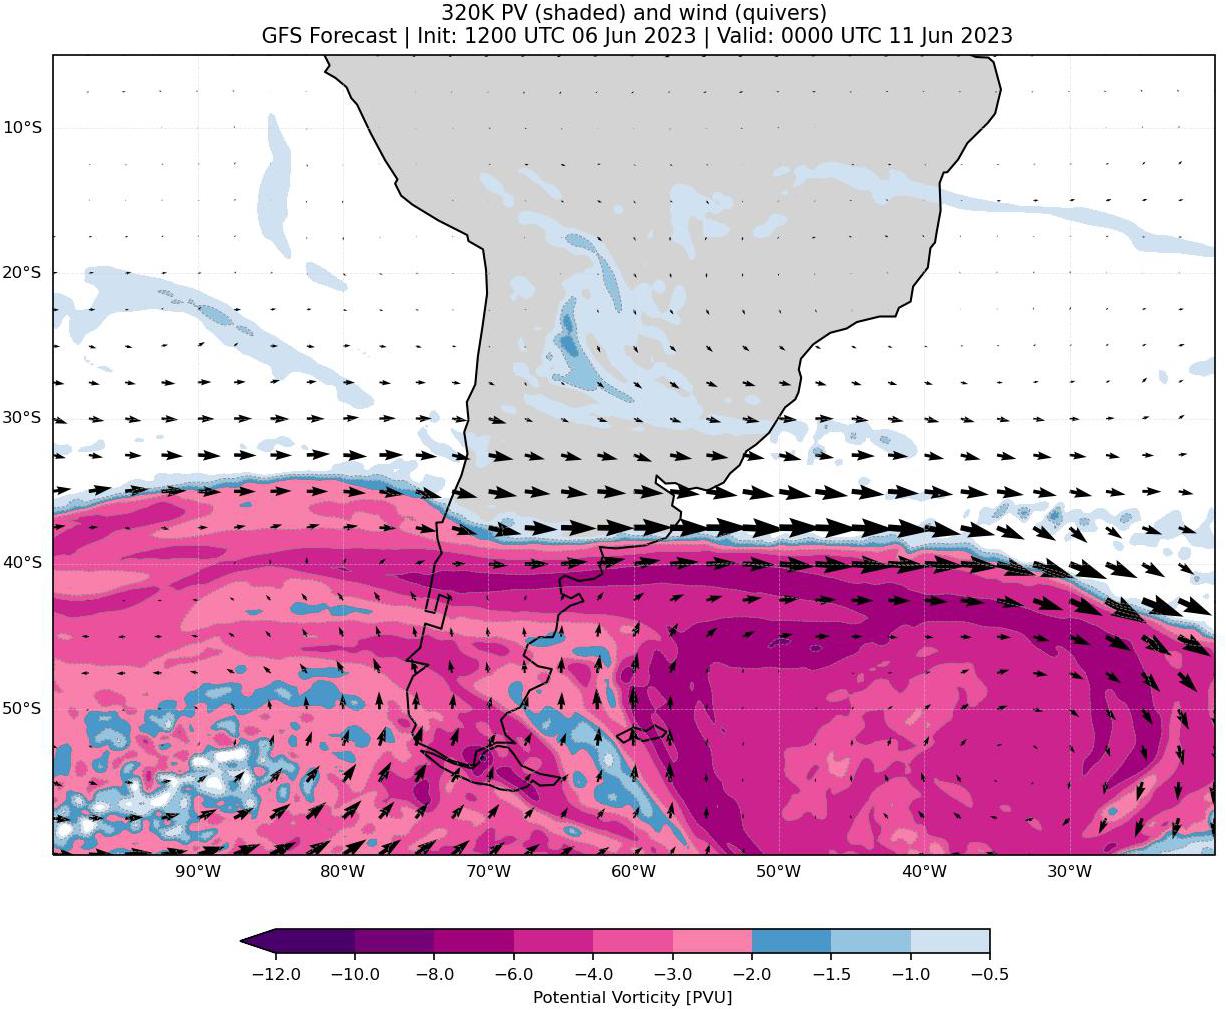 320K PV (shaded) and wind (quivers)
GFS Forecast | Init: 1200 UTC 06 Jun 2023 | Valid: 0000 UTC 11 Jun 2023
10°S
20°S
30°S
40°S
50°S
90°W 80°W 70°W 60°W 50°W 40°W 30°W
−12.0 −10.0 −8.0 −6.0 −4.0 −3.0 −2.0 −1.5 −1.0 −0.5
Potential Vorticity [PVU]